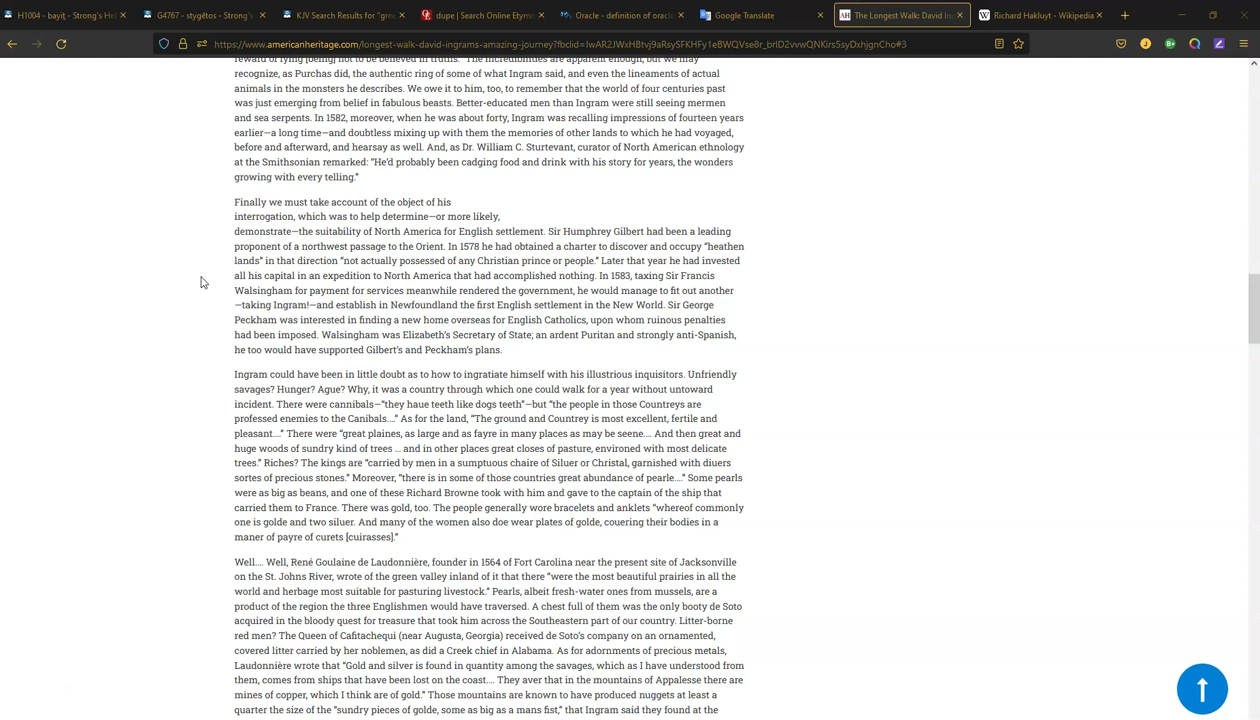 H1004 - bayiṯ - Strong's He
G4767 - stygētos - Strong's
KJV Search Results for "gre
dupe | Search Online Etym
Oracle - definition of oracle
Google Translate
The Longest Walk: David In
Richard Hakluyt - Wikipedia
https://www.americanheritage.com/longest-walk-david-ingrams-amazing-journey?fbclid=
reward of lying [being] not to be believed in truths." The incredibilities are apparent enough, but we may
recognize, as Purchas did, the authentic ring of some of what Ingram said, and even the lineaments of actual
animals in the monsters he describes. We owe it to him, too, to remember that the world of four centuries past
was just emerging from belief in fabulous beasts. Better-educated men than Ingram were still seeing mermen
and sea serpents. In 1582, moreover, when he was about forty, Ingram was recalling impressions of fourteen years
earlier—a long time—and doubtless mixing up with them the memories of other lands to which he had voyaged,
before and afterward, and hearsay as well. And, as Dr. William C. Sturtevant, curator of North American ethnology
at the Smithsonian remarked: "He'd probably been cadging food and drink with his story for years, the wonders
growing with every telling."
Finally we must take account of the object of his
interrogation, which was to help determine—or more likely,
demonstrate—the suitability of North America for English settlement. Sir Humphrey Gilbert had been a leading
proponent of a northwest passage to the Orient. In 1578 he had obtained a charter to discover and occupy "heathen
lands" in that direction "not actually possessed of any Christian prince or people." Later that year he had invested
all his capital in an expedition to North America that had accomplished nothing. In 1583, taxing Sir Francis
Walsingham for payment for services meanwhile rendered the government, he would manage to fit out another
—taking Ingram!—and establish in Newfoundland the first English settlement in the New World. Sir George
Peckham was interested in finding a new home overseas for English Catholics, upon whom ruinous penalties
had been imposed. Walsingham was Elizabeth's Secretary of State; an ardent Puritan and strongly anti-Spanish,
he too would have supported Gilbert's and Peckham's plans.
Ingram could have been in little doubt as to how to ingratiate himself with his illustrious inquisitors. Unfriendly
savages? Hunger? Ague? Why, it was a country through which one could walk for a year without untoward
incident. There were cannibals—"they haue teeth like dogs teeth"—but "the people in those Countreys are
professed enemies to the Canibals...." As for the land, "The ground and Countrey is most excellent, fertile and
pleasant...." There were "great plaines, as large and as fayre in many places as may be seene.... And then great and
huge woods of sundry kind of trees ... and in other places great closes of pasture, environed with most delicate
trees." Riches? The kings are "carried by men in a sumptuous chaire of Siluer or Christal, garnished with diuers
sortes of precious stones." Moreover, "there is in some of those countries great abundance of pearle...." Some pearls
were as big as beans, and one of these Richard Browne took with him and gave to the captain of the ship that
carried them to France. There was gold, too. The people generally wore bracelets and anklets "whereof commonly
one is golde and two siluer. And many of the women also doe wear plates of golde, couering their bodies in a
maner of payre of curets [cuirasses]."
Well.... Well, René Goulaine de Laudonnière, founder in 1564 of Fort Carolina near the present site of Jacksonville
on the St. Johns River, wrote of the green valley inland of it that there "were the most beautiful prairies in all the
world and herbage most suitable for pasturing livestock." Pearls, albeit fresh-water ones from mussels, are a
product of the region the three Englishmen would have traversed. A chest full of them was the only booty de Soto
acquired in the bloody quest for treasure that took him across the Southeastern part of our country. Litter-borne
red men? The Queen of Cafitachequi (near Augusta, Georgia) received de Soto's company on an ornamented,
covered litter carried by her noblemen, as did a Creek chief in Alabama. As for adornments of precious metals,
Laudonnière wrote that "Gold and silver is found in quantity among the savages, which as I have understood from
them, comes from ships that have been lost on the coast.... They aver that in the mountains of Appalesse there are
mines of copper, which I think are of gold." Those mountains are known to have produced nuggets at least a
quarter the size of the "sundry pieces of golde, some as big as a mans fist," that Ingram said they found at the